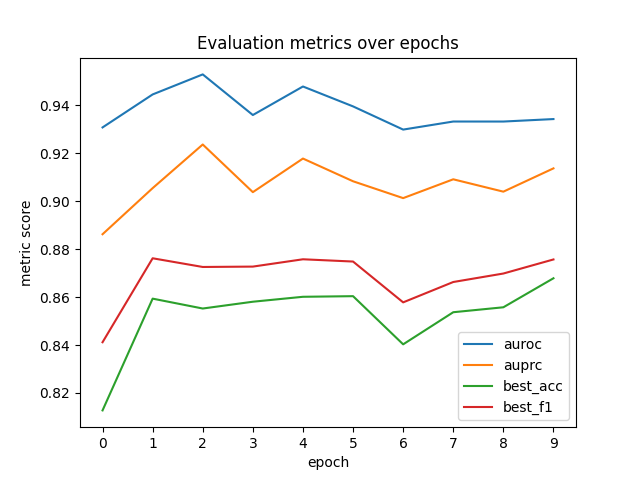 Evaluation metrics over epochs
metric score
0.94
0.92
0.90
0.88
0.86
0.84
0.82
auroc
auprc
best_acc
best_f1
0 1 2 3 4 5 6 7 8 9
epoch